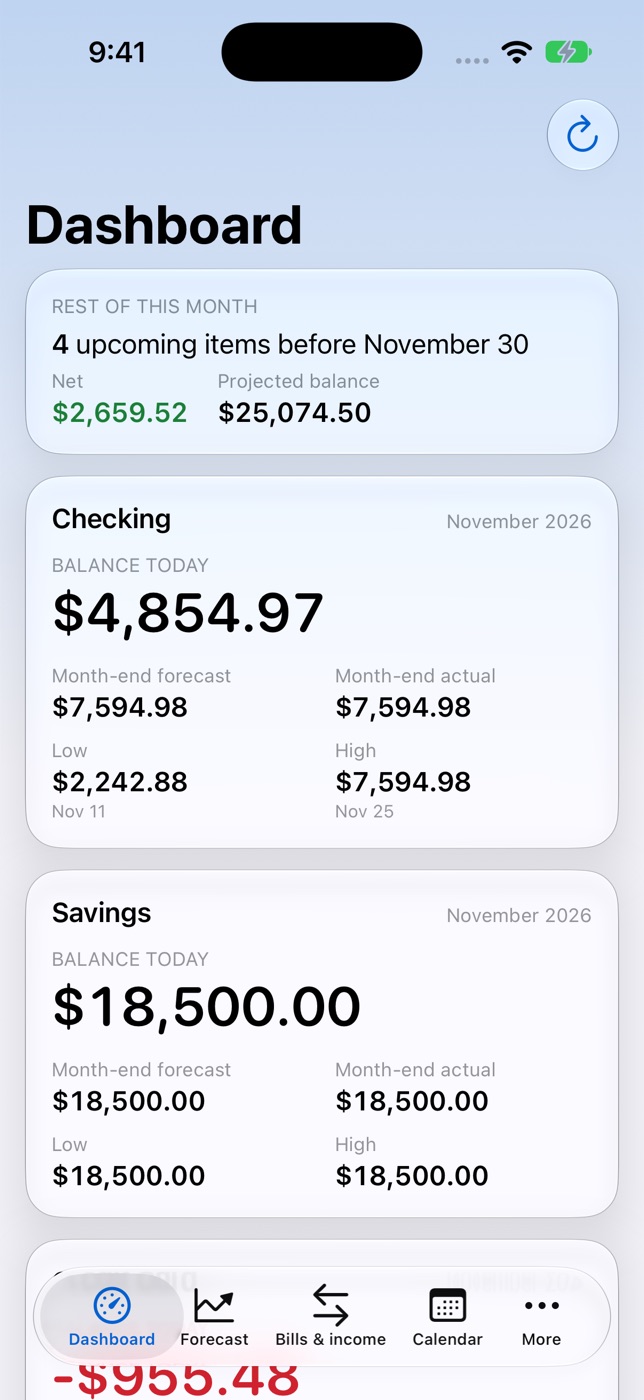 9:41
Dashboard
REST OF THIS MONTH
4 upcoming items before November 30
Net Projected balance
$2,659.52 $25,074.50
Checking November 2026
BALANCE TODAY
$4,854.97
Month-end forecast Month-end actual
$7,594.98 $7,594.98
Low High
$2,242.88 $7,594.98
Nov 11 Nov 25
Savings November 2026
BALANCE TODAY
$18,500.00
Month-end forecast Month-end actual
$18,500.00 $18,500.00
Low High
$18,500.00 $18,500.00
Dashboard Forecast Bills & income Calendar More
-$955.48